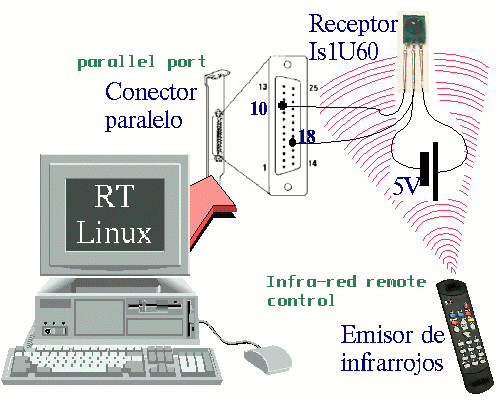 Receptor
Is1U60
parallel port
Conector
paralelo
13
25
10
18
1
14
5V
RT
Linux
Infra-red remote
control
Emisor de
infrarrojos